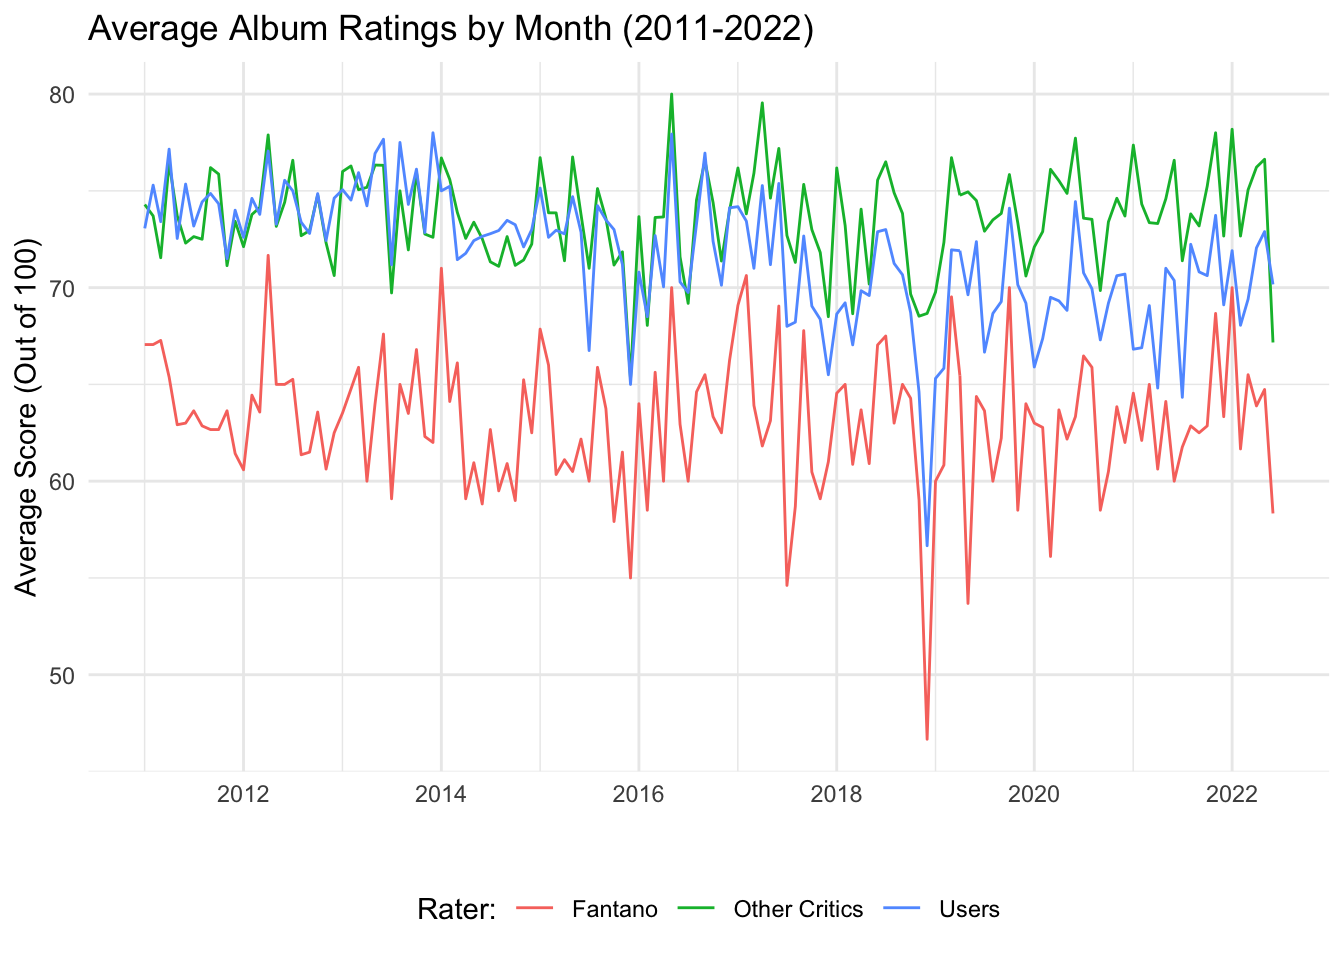 Average Album Ratings by Month (2011-2022)
Average Score (Out of 100)
80
70
60
50
2012 2014 2016 2018 2020 2022
Rater: Fantano Other Critics Users